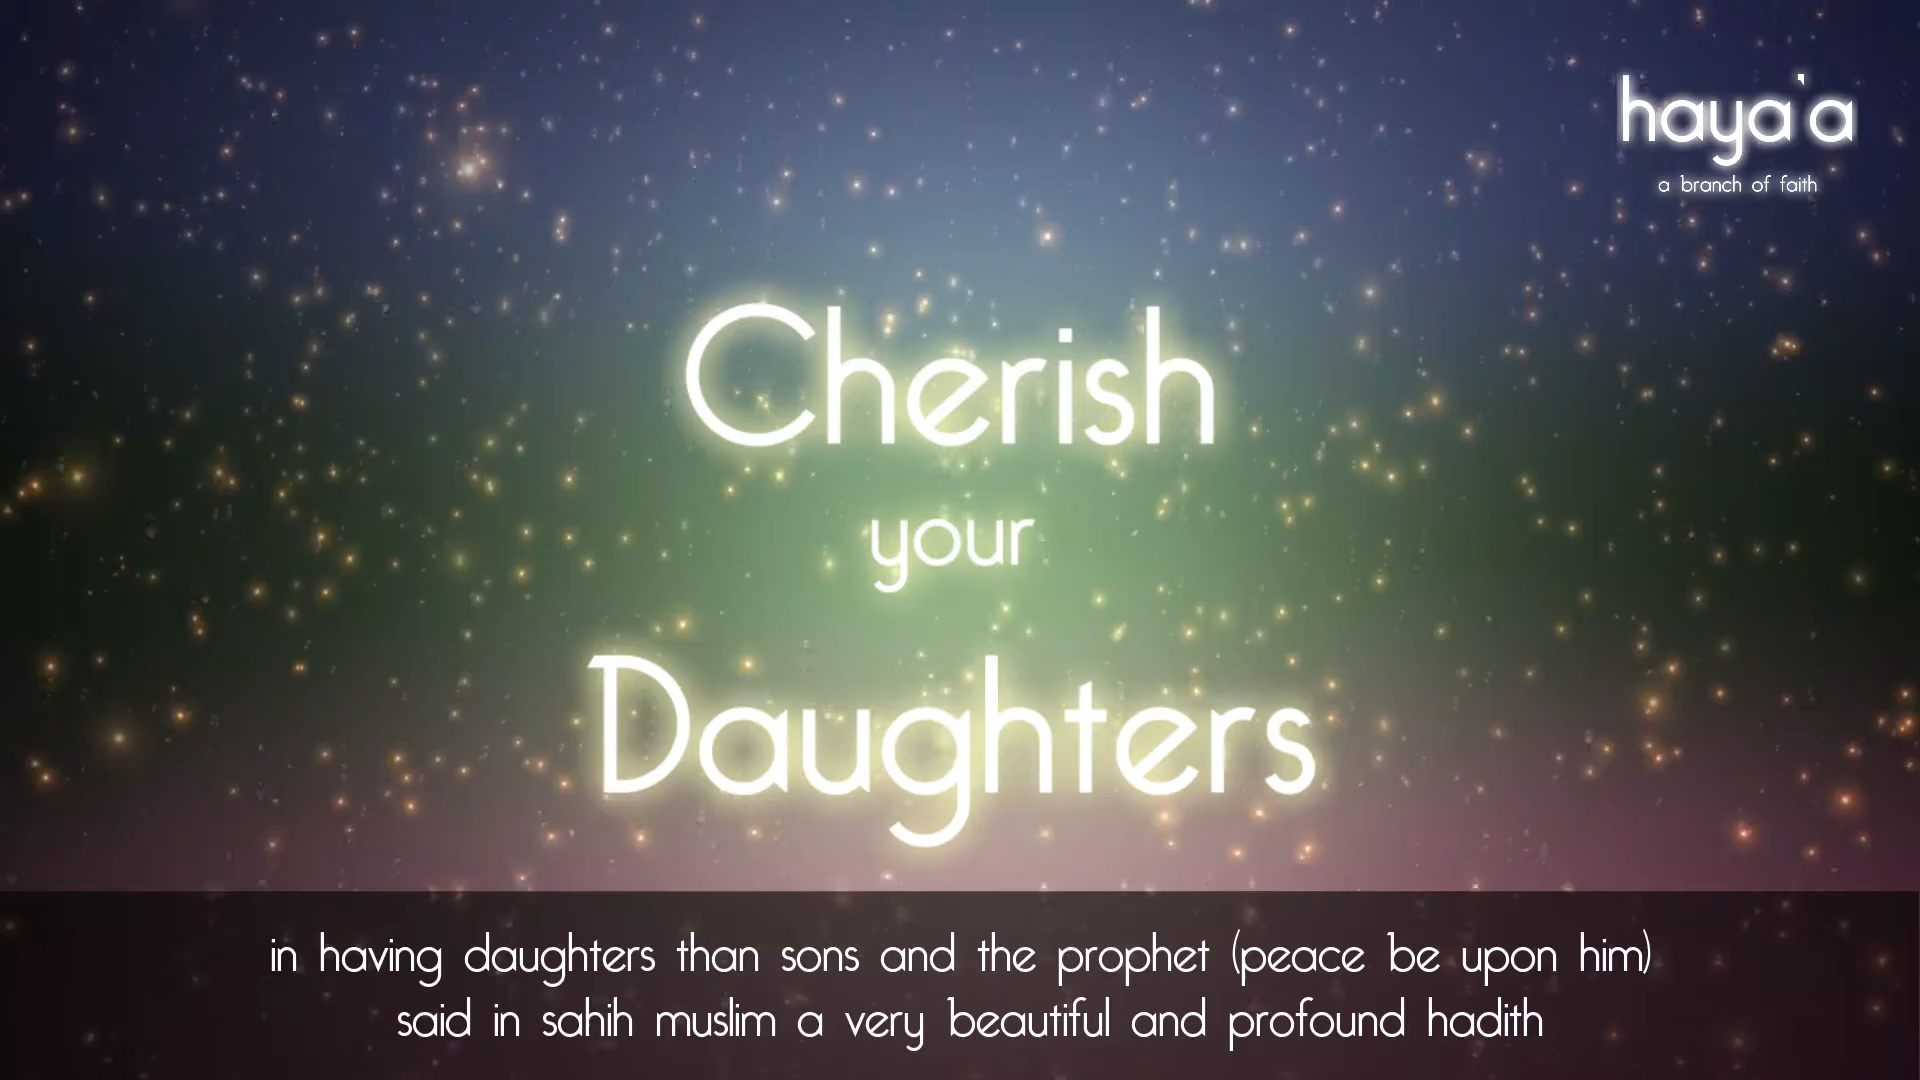 haya'a
a branch of faith
Cherish
your
Daughters
in having daughters than sons and the prophet (peace be upon him)
said in sahih muslim a very beautiful and profound hadith